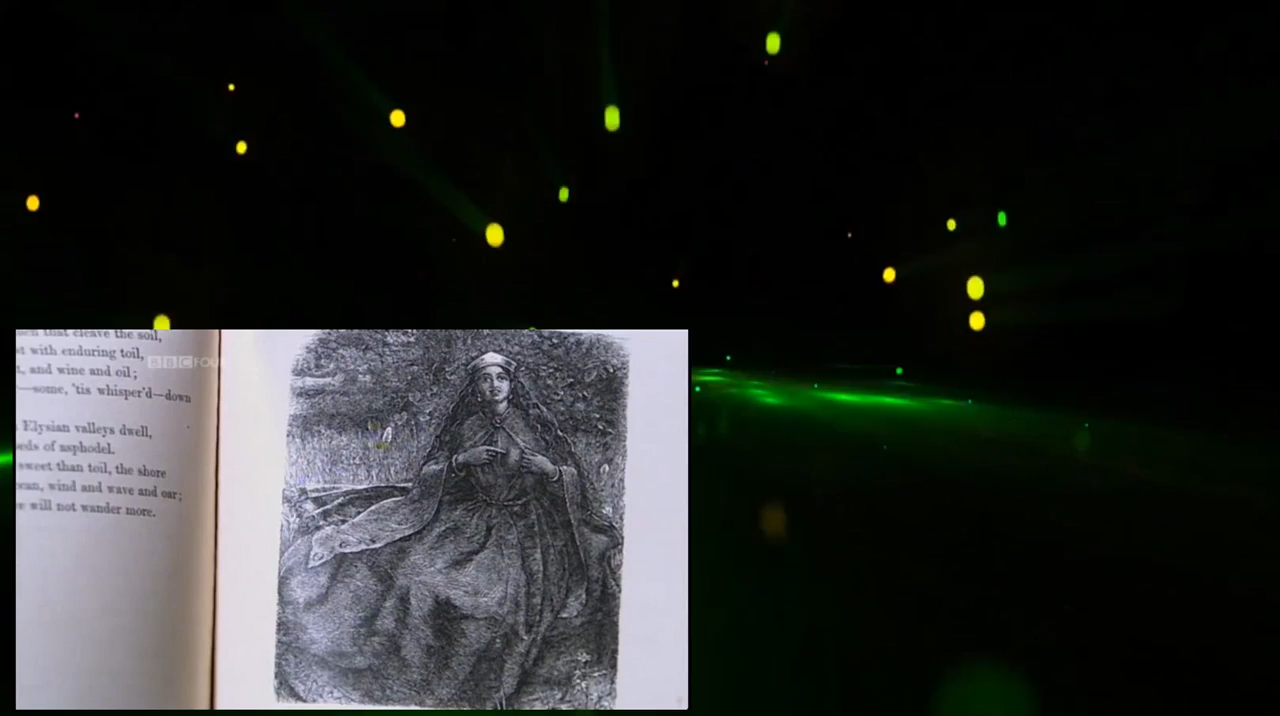 that cleave the soil,
with enduring toil,
and wine and oil;
—some, 'tis whisper'd—down
Elysian valleys dwell,
of asphodel.
sweet than toil, the shore
wind and wave and oar;
will not wander more.
BBC FOUR